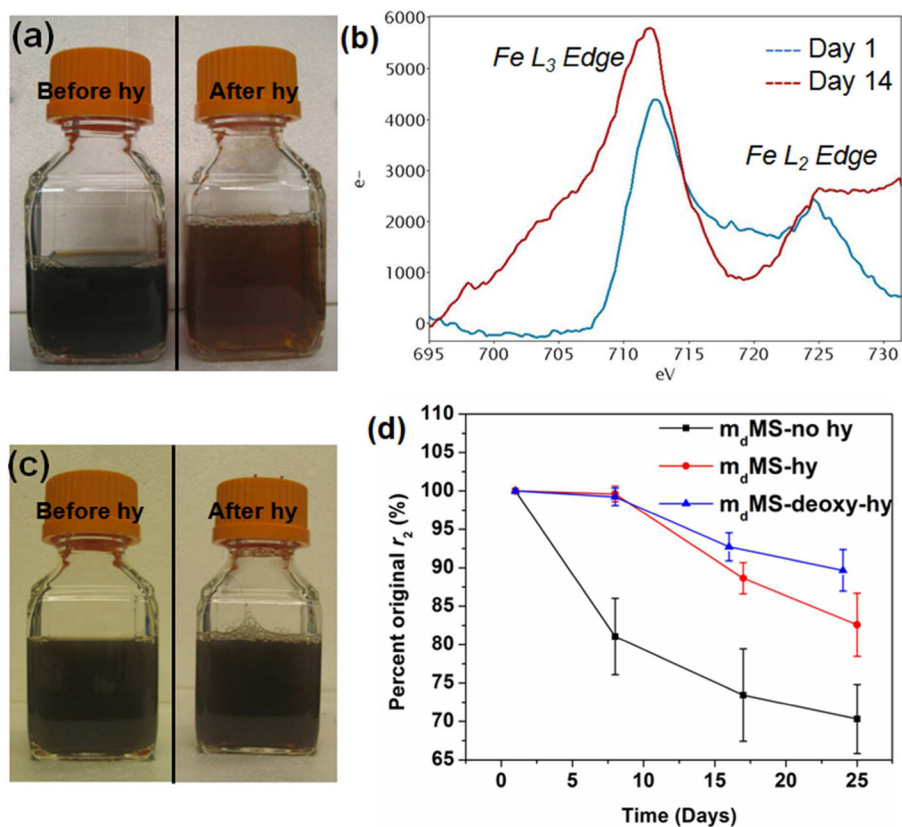 (a)
Before hy
After hy
(b)
6000
5000
4000
3000
2000
1000
0
e-
Fe L3 Edge
Day 1
Day 14
Fe L2 Edge
695 700 705 710 715 720 725 730
eV
(c)
Before hy
After hy
(d)
110
105
100
95
90
85
80
75
70
65
Percent original r2 (%)
mdMS-no hy
mdMS-hy
mdMS-deoxy-hy
0 5 10 15 20 25
Time (Days)